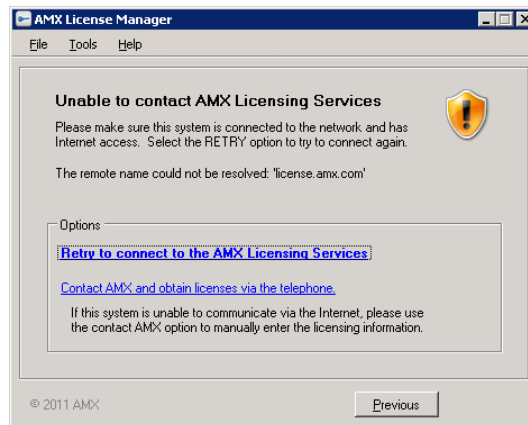 AMX License Manager
File Tools Help
Unable to contact AMX Licensing Services
Please make sure this system is connected to the network and has
Internet access. Select the RETRY option to try to connect again.
The remote name could not be resolved: 'license.amx.com'
Options
Retry to connect to the AMX Licensing Services
Contact AMX and obtain licenses via the telephone.
If this system is unable to communicate via the Internet, please use
the contact AMX option to manually enter the licensing information.
© 2011 AMX
Previous